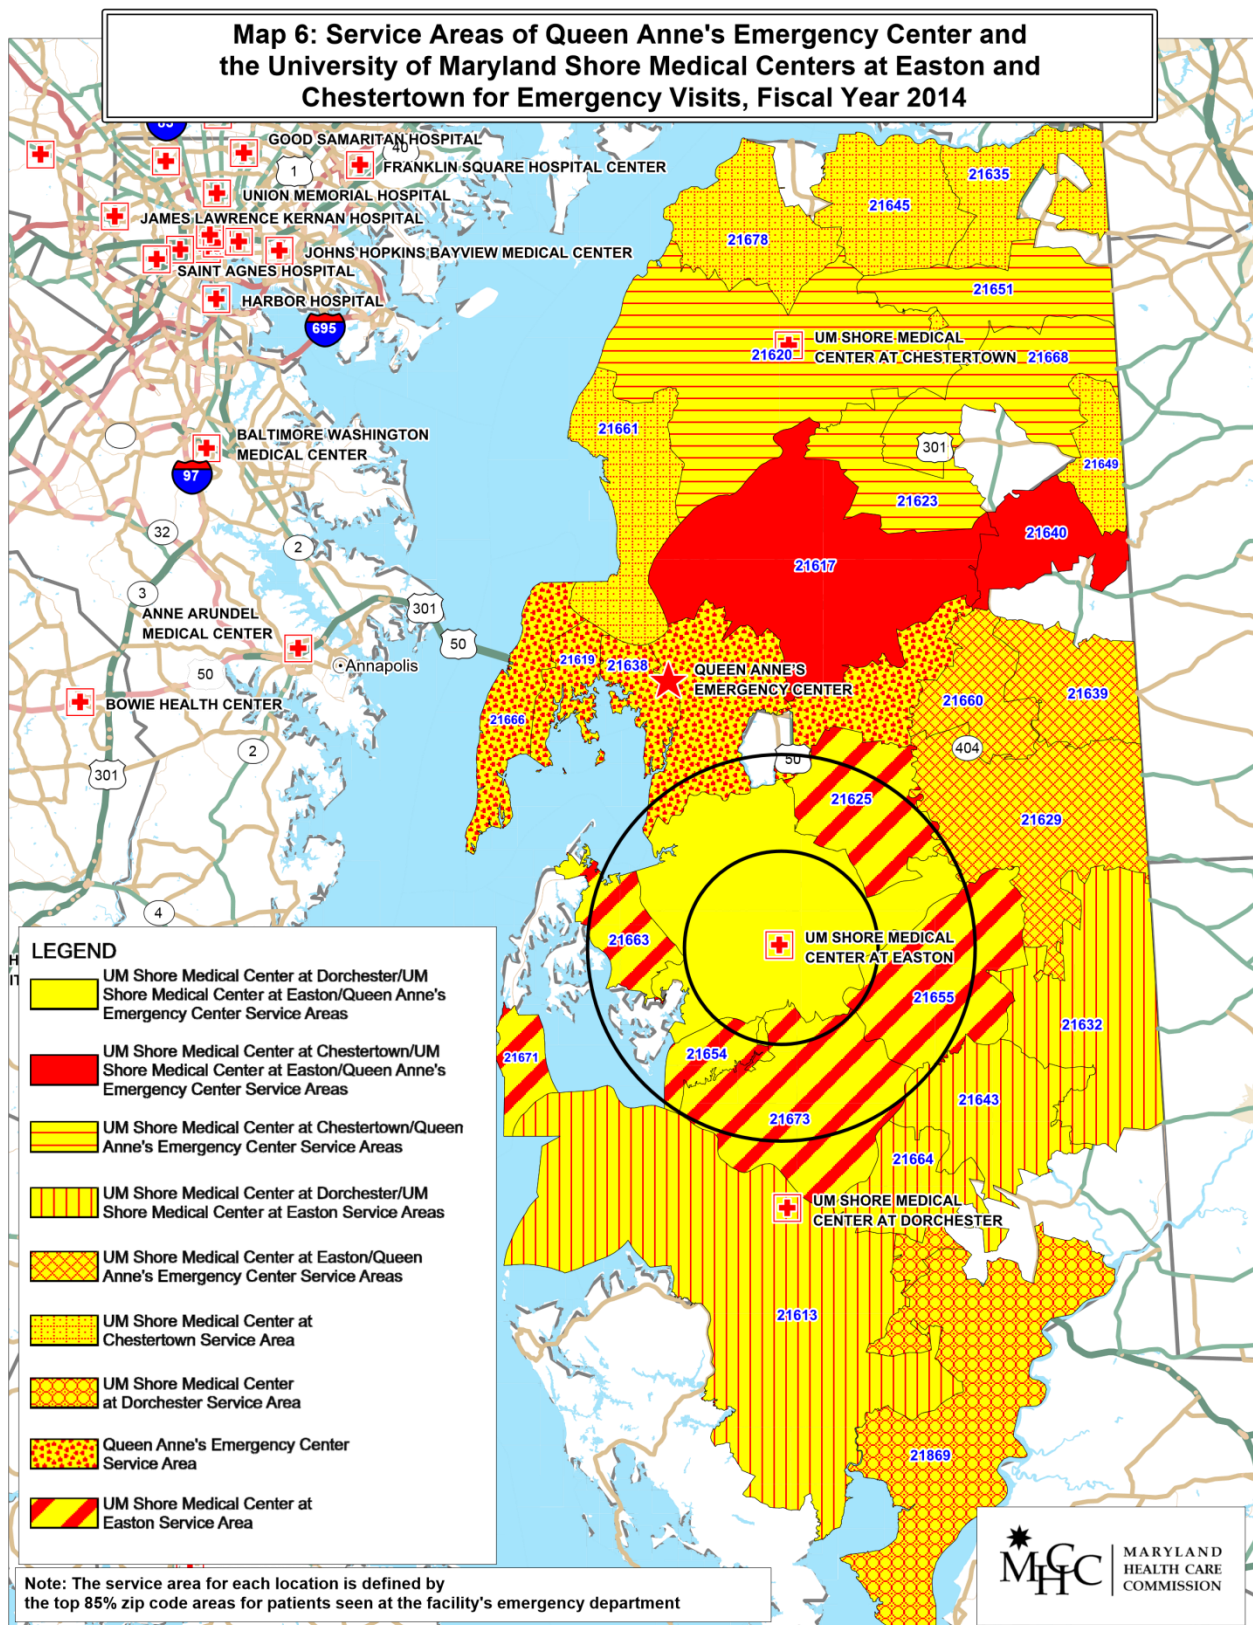 Map 6: Service Areas of Queen Anne's Emergency Center and
the University of Maryland Shore Medical Centers at Easton and
Chestertown for Emergency Visits, Fiscal Year 2014
GOOD SAMARITAN HOSPITAL
40
1
FRANKLIN SQUARE HOSPITAL CENTER
UNION MEMORIAL HOSPITAL
JAMES LAWRENCE KERNAN HOSPITAL
JOHNS HOPKINS BAYVIEW MEDICAL CENTER
SAINT AGNES HOSPITAL
HARBOR HOSPITAL
695
21635
21645
21678
21651
UM SHORE MEDICAL
CENTER AT CHESTERTOWN
21620
21668
21661
BALTIMORE WASHINGTON
MEDICAL CENTER
97
301
21649
21623
32
2
21640
21617
3
ANNE ARUNDEL
MEDICAL CENTER
301
50
Annapolis
50
BOWIE HEALTH CENTER
21619
21638
QUEEN ANNE'S
EMERGENCY CENTER
21666
21660
21639
2
404
301
50
21625
21629
4
21663
UM SHORE MEDICAL
CENTER AT EASTON
21655
21632
21671
21654
21643
21673
21664
UM SHORE MEDICAL
CENTER AT DORCHESTER
21613
21869
LEGEND
UM Shore Medical Center at Dorchester/UM
Shore Medical Center at Easton/Queen Anne's
Emergency Center Service Areas
UM Shore Medical Center at Chestertown/UM
Shore Medical Center at Easton/Queen Anne's
Emergency Center Service Areas
UM Shore Medical Center at Chestertown/Queen
Anne's Emergency Center Service Areas
UM Shore Medical Center at Dorchester/UM
Shore Medical Center at Easton Service Areas
UM Shore Medical Center at Easton/Queen
Anne's Emergency Center Service Areas
UM Shore Medical Center at
Chestertown Service Area
UM Shore Medical Center
at Dorchester Service Area
Queen Anne's Emergency Center
Service Area
UM Shore Medical Center at
Easton Service Area
Note: The service area for each location is defined by
the top 85% zip code areas for patients seen at the facility's emergency department
MHCC
MARYLAND
HEALTH CARE
COMMISSION